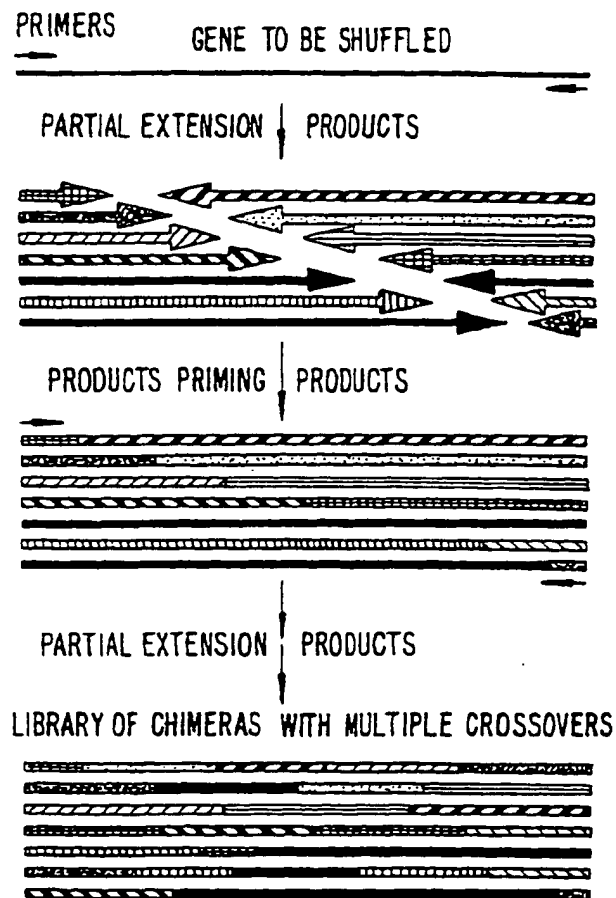 PRIMERS
GENE TO BE SHUFFLED
PARTIAL EXTENSION PRODUCTS
PRODUCTS PRIMING PRODUCTS
PARTIAL EXTENSION PRODUCTS
LIBRARY OF CHIMERAS WITH MULTIPLE CROSSOVERS